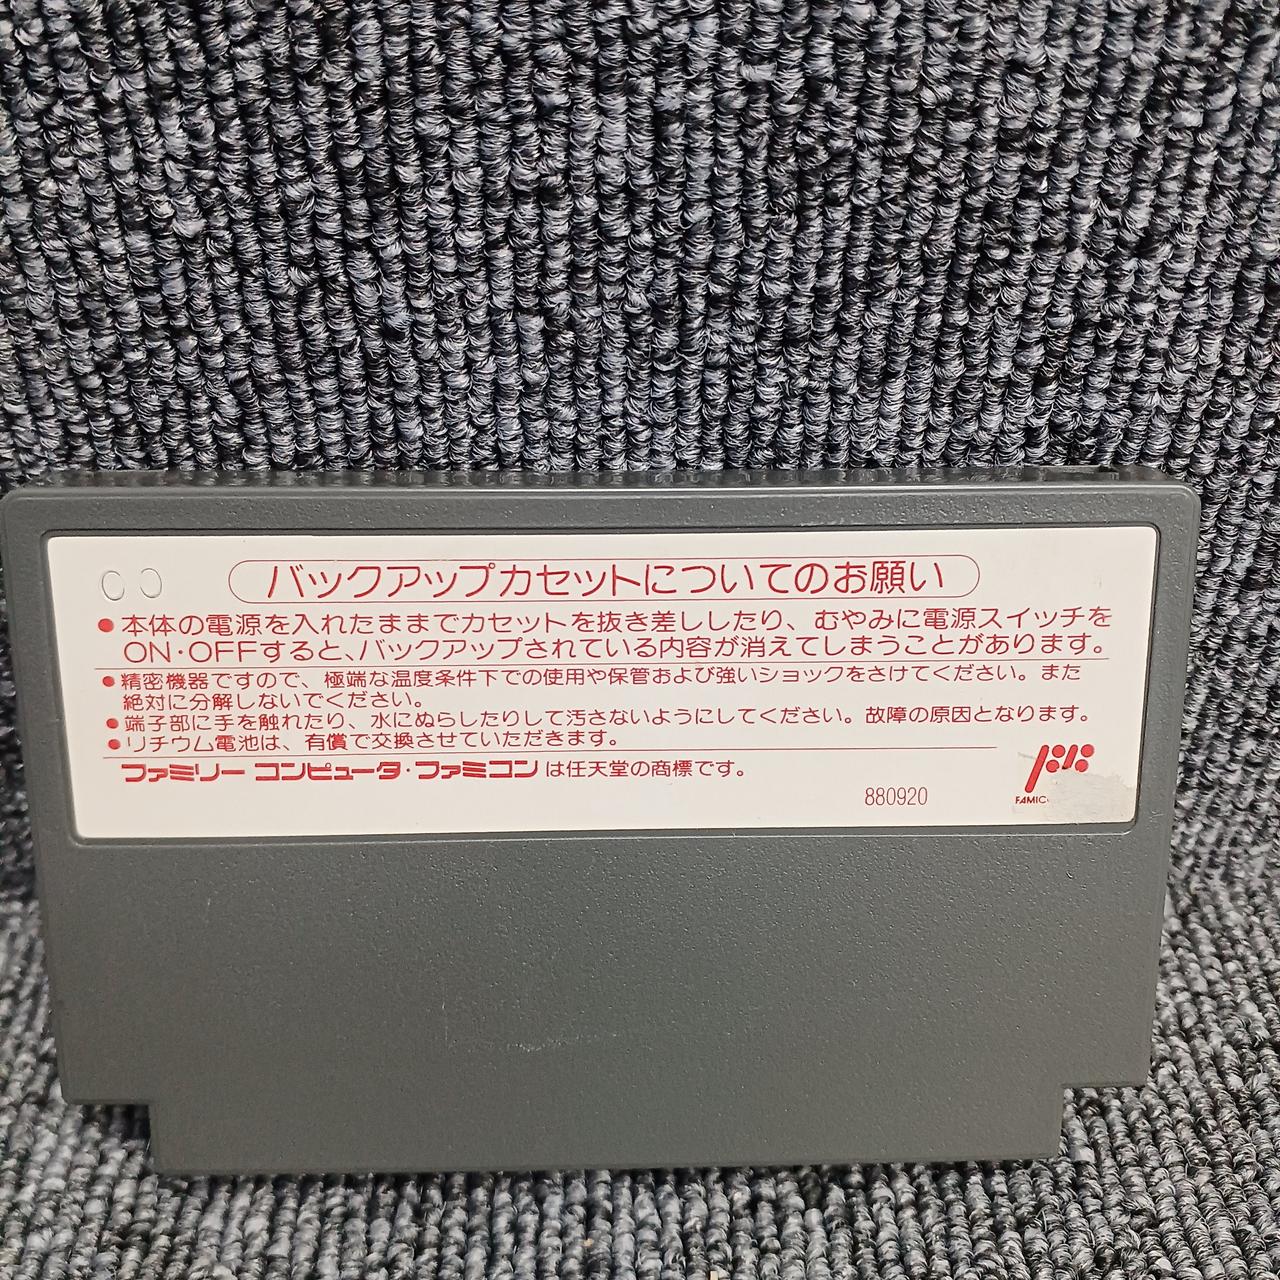 バックアップカセットについてのお願い
●本体の電源を入れたままでカセットを抜き差ししたり、むやみに電源スイッチを
ON・OFFすると、バックアップされている内容が消えてしまうことがあります。
●精密機器ですので、極端な温度条件下での使用や保管および強いショックをさけてください。また
絶対に分解しないでください。
●端子部に手を触れたり、水にぬらしたりして汚さないようにしてください。故障の原因となります。
●リチウム電池は、有償で交換させていただきます。
ファミリー コンピュータ・ファミコンは任天堂の商標です。
880920